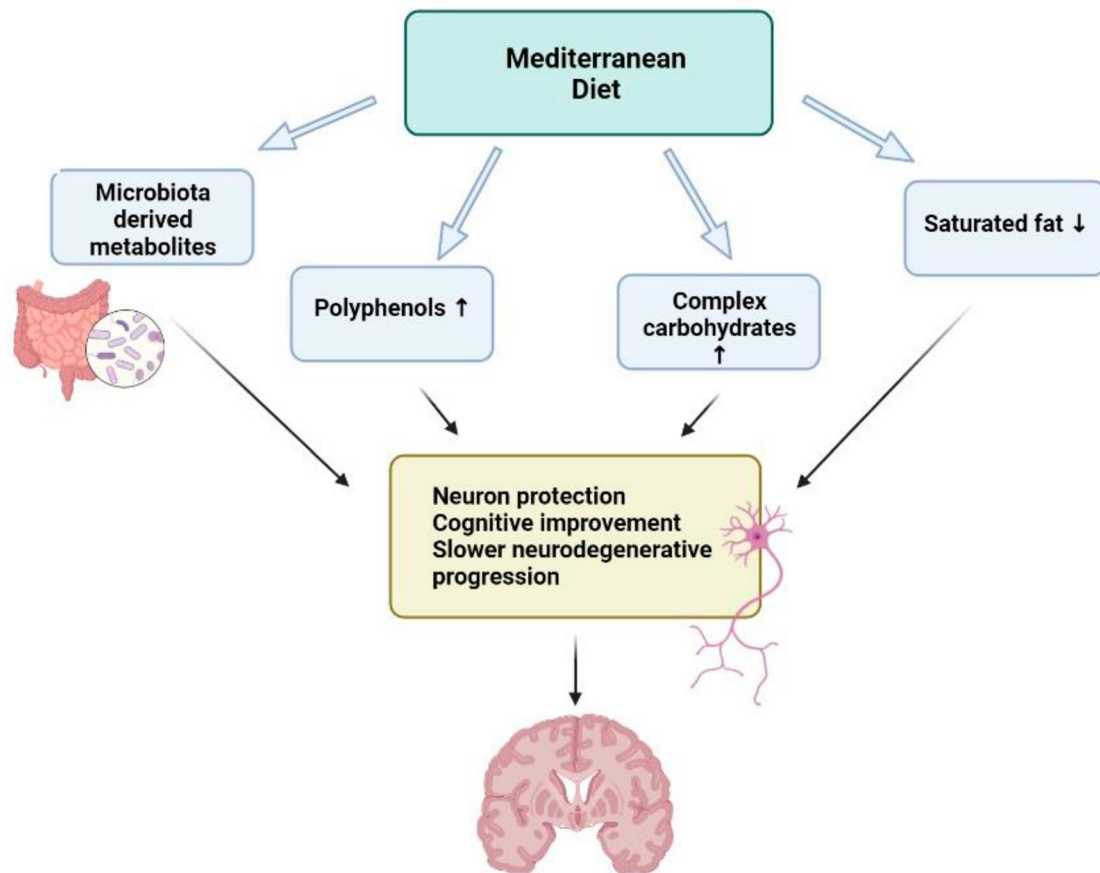 Mediterranean
Diet
Microbiota
derived
metabolites
Polyphenols ↑
Complex
carbohydrates
↑
Saturated fat ↓
Neuron protection
Cognitive improvement
Slower neurodegenerative
progression